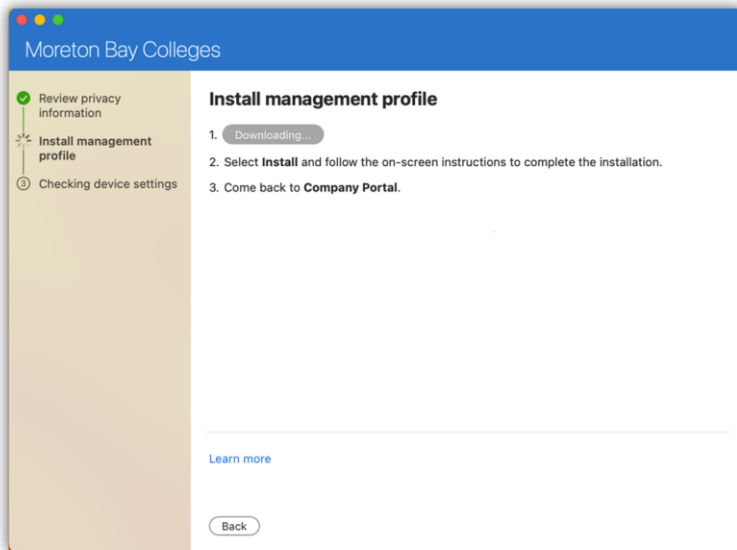 Moreton Bay Colleges
Review privacy
information
Install management
profile
3 Checking device settings
Install management profile
1. Downloading...
2. Select Install and follow the on-screen instructions to complete the installation.
3. Come back to Company Portal.
Learn more
Back